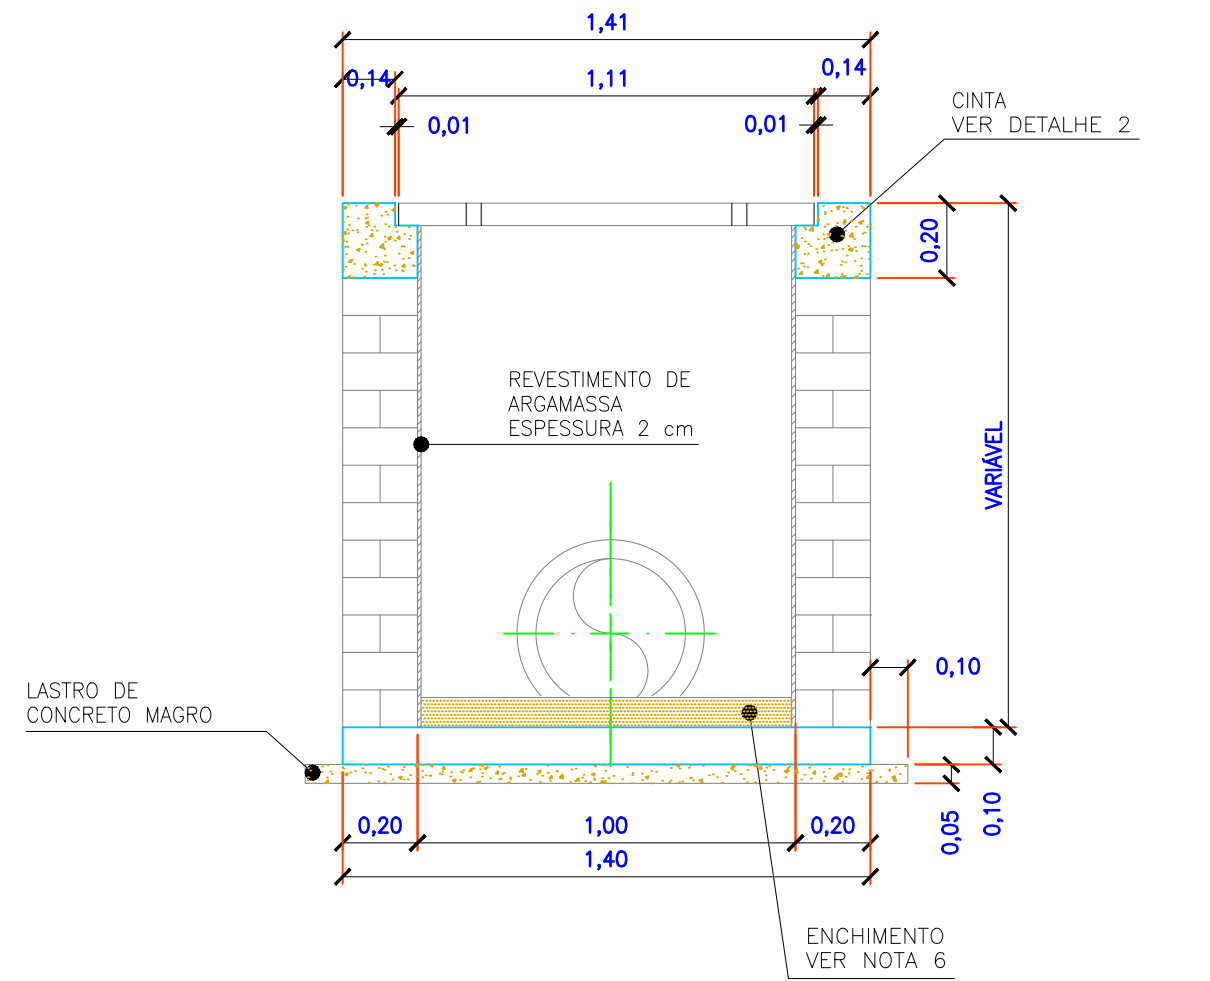 1,41
0,14
1,11
0,14
0,01
0,01
CINTA
VER DETALHE 2
0,20
REVESTIMENTO DE
ARGAMASSA
ESPESSURA 2 cm
VARIÁVEL
0,10
LASTRO DE
CONCRETO MAGRO
0,20
1,00
0,20
0,05
0,10
1,40
ENCHIMENTO
VER NOTA 6